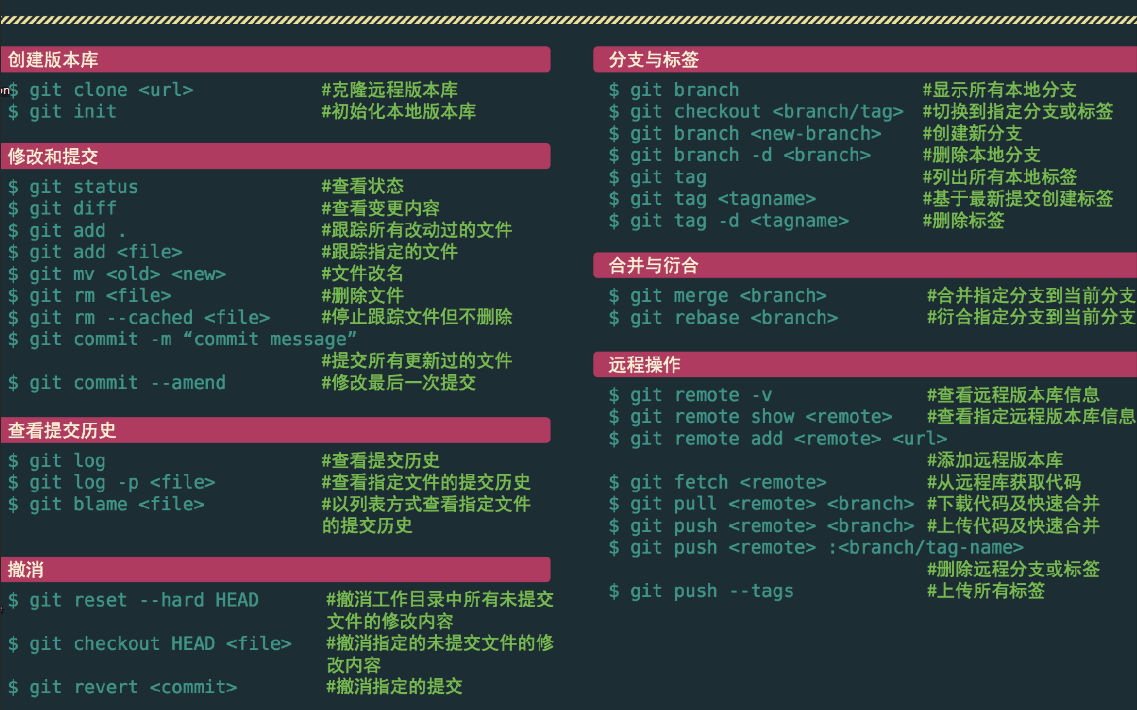 创建版本库
$ git clone <url> #克隆远程版本库
$ git init #初始化本地版本库
修改和提交
$ git status #查看状态
$ git diff #查看变更内容
$ git add . #跟踪所有改动过的文件
$ git add <file> #跟踪指定的文件
$ git mv <old> <new> #文件改名
$ git rm <file> #删除文件
$ git rm --cached <file> #停止跟踪文件但不删除
$ git commit -m “commit message”
#提交所有更新过的文件
$ git commit --amend #修改最后一次提交
查看提交历史
$ git log #查看提交历史
$ git log -p <file> #查看指定文件的提交历史
$ git blame <file> #以列表方式查看指定文件
的提交历史
撤消
$ git reset --hard HEAD #撤消工作目录中所有未提交
文件的修改内容
$ git checkout HEAD <file> #撤消指定的未提交文件的修
改内容
$ git revert <commit> #撤消指定的提交
分支与标签
$ git branch #显示所有本地分支
$ git checkout <branch/tag> #切换到指定分支或标签
$ git branch <new-branch> #创建新分支
$ git branch -d <branch> #删除本地分支
$ git tag #列出所有本地标签
$ git tag <tagname> #基于最新提交创建标签
$ git tag -d <tagname> #删除标签
合并与衍合
$ git merge <branch> #合并指定分支到当前分支
$ git rebase <branch> #衍合指定分支到当前分支
远程操作
$ git remote -v #查看远程版本库信息
$ git remote show <remote> #查看指定远程版本库信息
$ git remote add <remote> <url>
#添加远程版本库
$ git fetch <remote> #从远程库获取代码
$ git pull <remote> <branch> #下载代码及快速合并
$ git push <remote> <branch> #上传代码及快速合并
$ git push <remote> :<branch/tag-name>
#删除远程分支或标签
$ git push --tags #上传所有标签